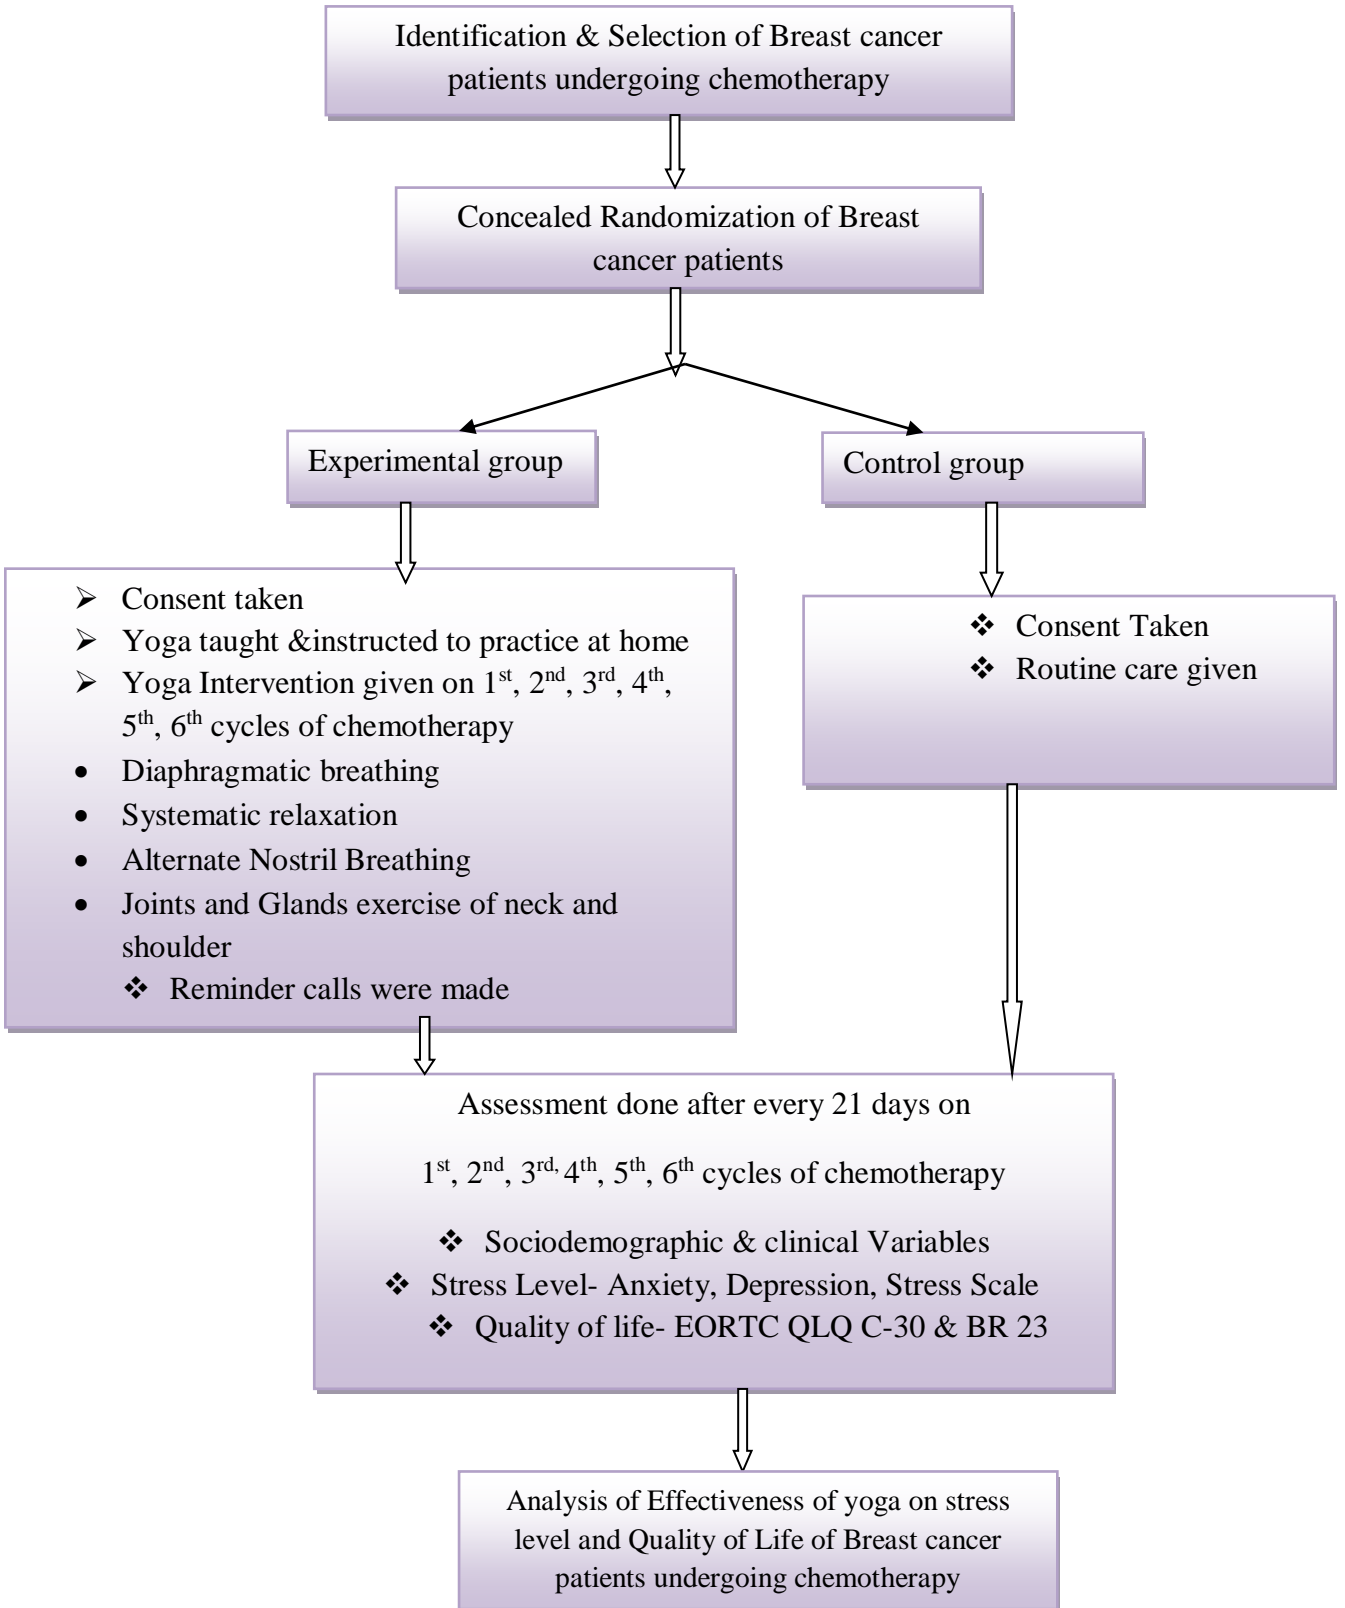 Identification & Selection of Breast cancer
patients undergoing chemotherapy
Concealed Randomization of Breast
cancer patients
Experimental group
Control group
➢ Consent taken
➢ Yoga taught &instructed to practice at home
➢ Yoga Intervention given on 1st, 2nd, 3rd, 4th,
5th, 6th cycles of chemotherapy
• Diaphragmatic breathing
• Systematic relaxation
• Alternate Nostril Breathing
• Joints and Glands exercise of neck and
shoulder
❖ Reminder calls were made
❖ Consent Taken
❖ Routine care given
Assessment done after every 21 days on
1st, 2nd, 3rd, 4th, 5th, 6th cycles of chemotherapy
❖ Sociodemographic & clinical Variables
❖ Stress Level- Anxiety, Depression, Stress Scale
❖ Quality of life- EORTC QLQ C-30 & BR 23
Analysis of Effectiveness of yoga on stress
level and Quality of Life of Breast cancer
patients undergoing chemotherapy